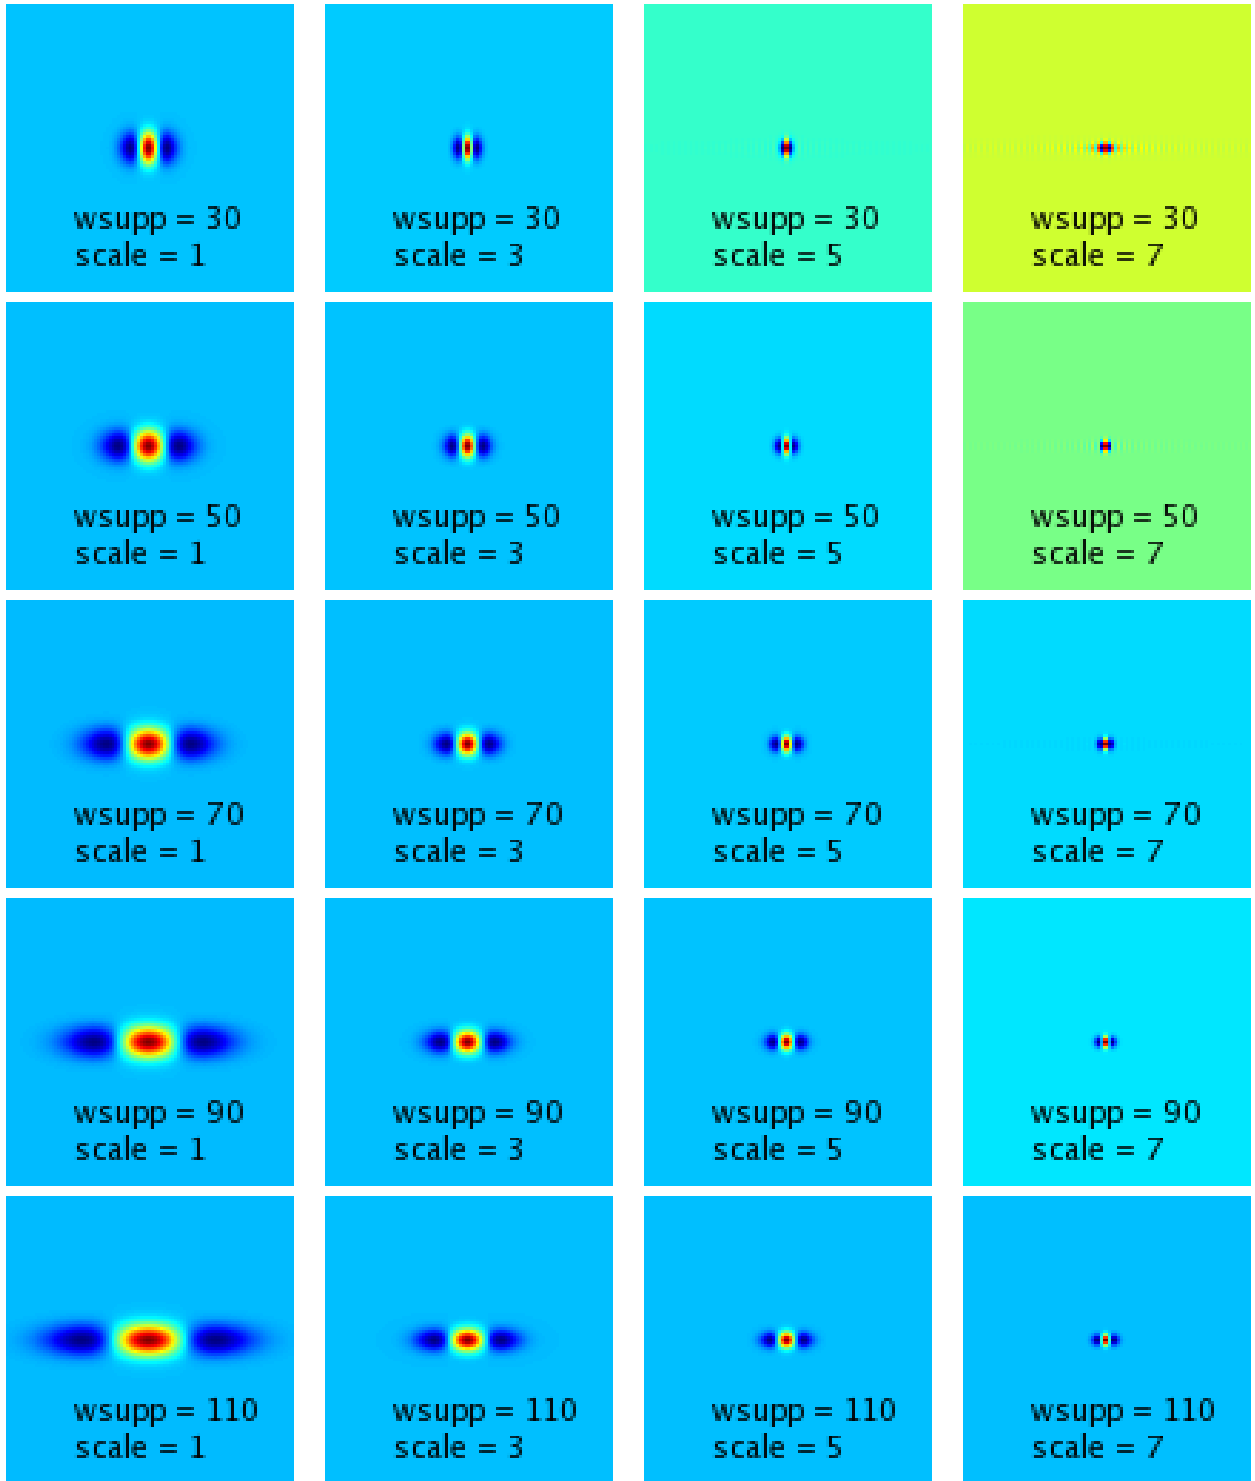 wsupp = 30
scale = 1
wsupp = 30
scale = 3
wsupp = 30
scale = 5
wsupp = 30
scale = 7
wsupp = 50
scale = 1
wsupp = 50
scale = 3
wsupp = 50
scale = 5
wsupp = 50
scale = 7
wsupp = 70
scale = 1
wsupp = 70
scale = 3
wsupp = 70
scale = 5
wsupp = 70
scale = 7
wsupp = 90
scale = 1
wsupp = 90
scale = 3
wsupp = 90
scale = 5
wsupp = 90
scale = 7
wsupp = 110
scale = 1
wsupp = 110
scale = 3
wsupp = 110
scale = 5
wsupp = 110
scale = 7